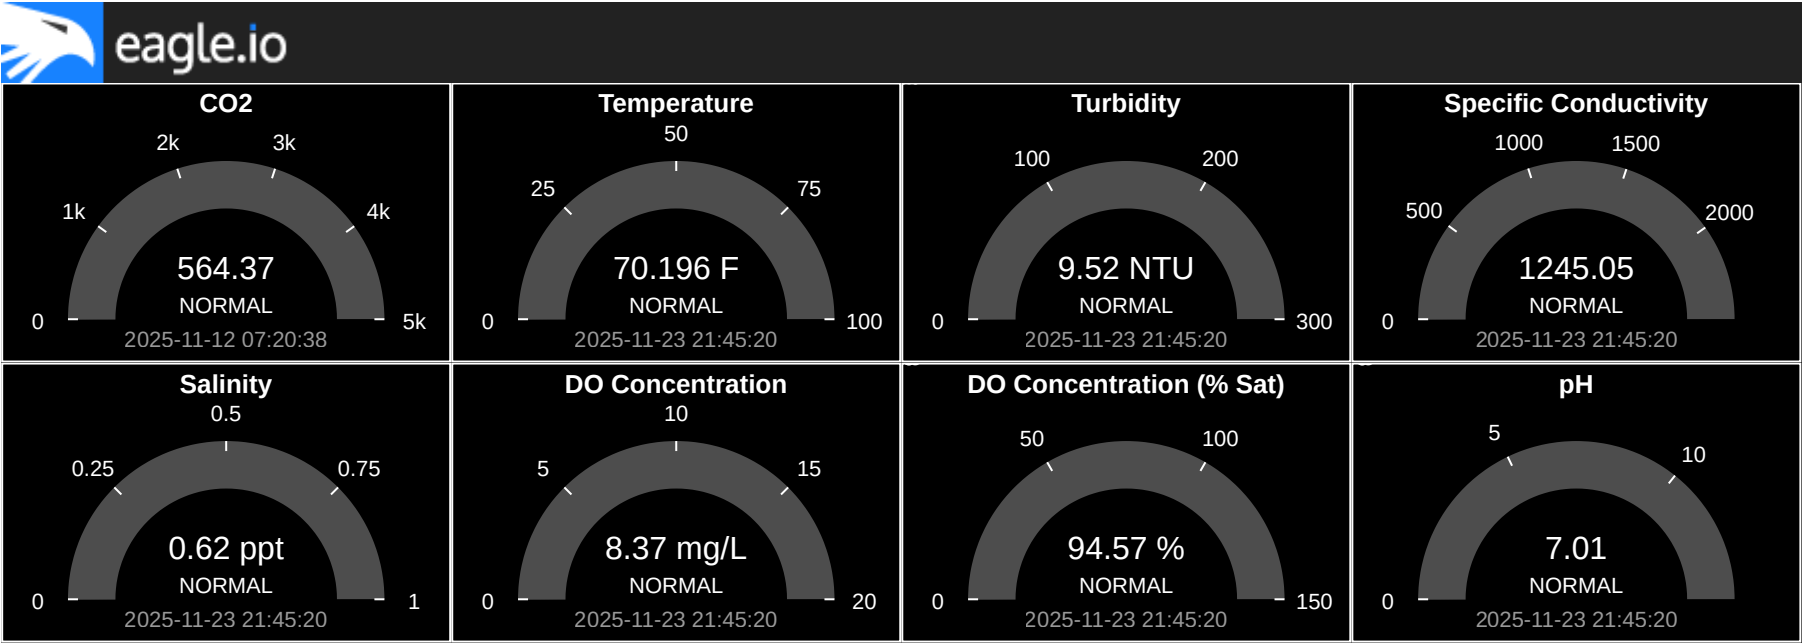 eagle.io
CO2
2k 3k
1k 4k
564.37
NORMAL
0 5k
2025-11-12 07:20:38
Temperature
50
25 75
70.196 F
NORMAL
0 100
2025-11-23 21:45:20
Turbidity
100 200
9.52 NTU
NORMAL
0 300
2025-11-23 21:45:20
Specific Conductivity
1000 1500
500 2000
1245.05
NORMAL
0
2025-11-23 21:45:20
Salinity
0.5
0.25 0.75
0.62 ppt
NORMAL
0 1
2025-11-23 21:45:20
DO Concentration
10
5 15
8.37 mg/L
NORMAL
0 20
2025-11-23 21:45:20
DO Concentration (% Sat)
50 100
94.57 %
NORMAL
0 150
2025-11-23 21:45:20
pH
5 10
7.01
NORMAL
0
2025-11-23 21:45:20